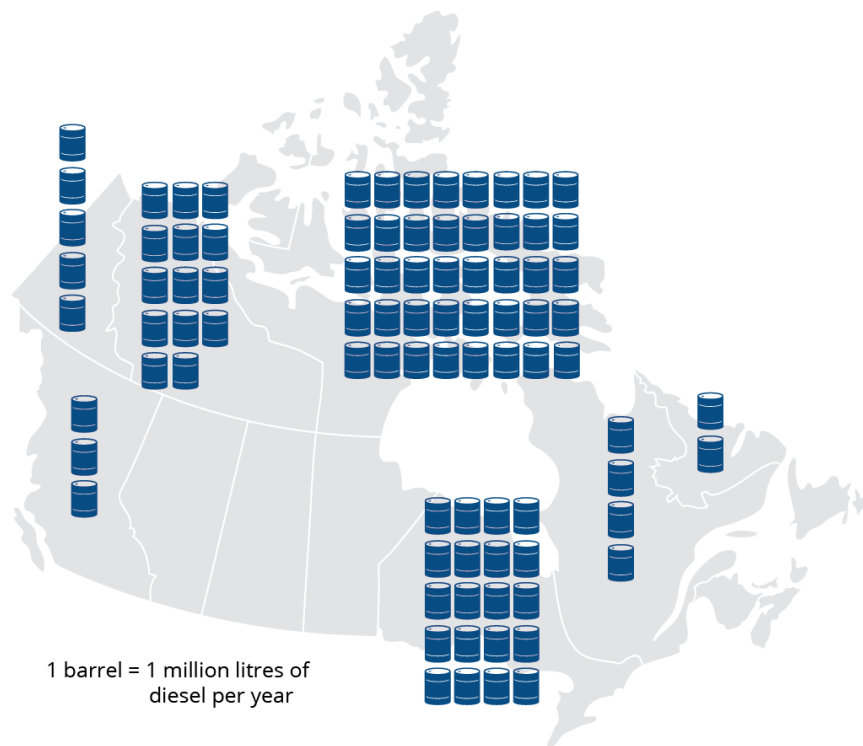 1 barrel = 1 million litres of
diesel per year